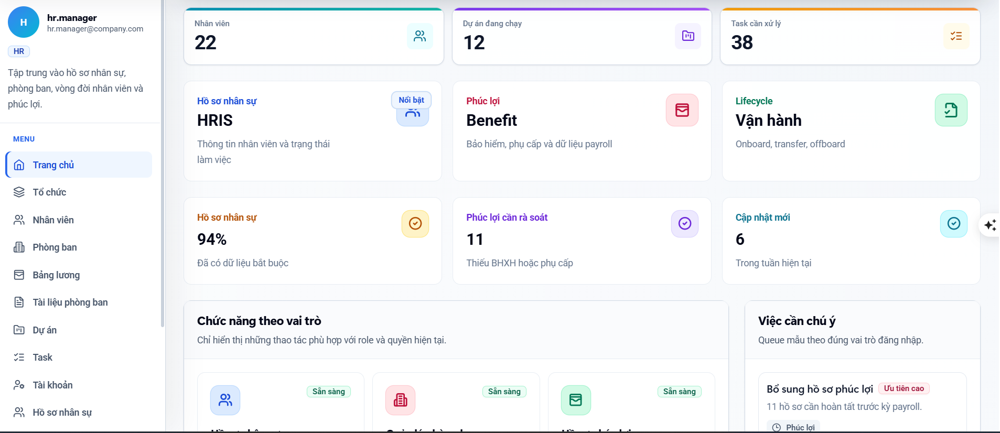 H
hr.manager
hr.manager@company.com
HR
Tập trung vào hồ sơ nhân sự,
phòng ban, vòng đời nhân viên và
phúc lợi.
MENU
Trang chủ
Tổ chức
Nhân viên
Phòng ban
Bảng lương
Tài liệu phòng ban
Dự án
Task
Tài khoản
Hồ sơ nhân sự
Nhân viên
22
Dự án đang chạy
12
Task cần xử lý
38
Hồ sơ nhân sự
Nổi bật
HRIS
Thông tin nhân viên và trạng thái
làm việc
Phúc lợi
Benefit
Bảo hiểm, phụ cấp và dữ liệu payroll
Lifecycle
Vận hành
Onboard, transfer, offboard
Hồ sơ nhân sự
94%
Đã có dữ liệu bắt buộc
Phúc lợi cần rà soát
11
Thiếu BHXH hoặc phụ cấp
Cập nhật mới
6
Trong tuần hiện tại
Chức năng theo vai trò
Chỉ hiển thị những thao tác phù hợp với role và quyền hiện tại.
Sẵn sàng
Sẵn sàng
Sẵn sàng
Việc cần chú ý
Queue mẫu theo đúng vai trò đăng nhập.
Bổ sung hồ sơ phúc lợi
Ưu tiên cao
11 hồ sơ cần hoàn tất trước kỳ payroll.
Phúc lợi